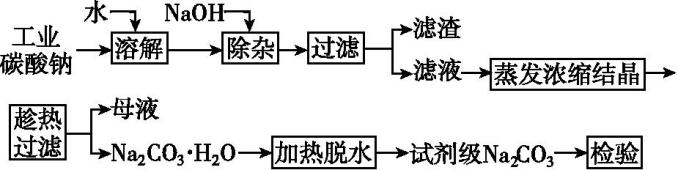 水 NaOH
工业
碳酸钠 溶解 除杂 过滤 滤渣
滤液 蒸发浓缩结晶
趁热
过滤 母液
Na₂CO₃·H₂O 加热脱水 试剂级Na₂CO₃ 检验